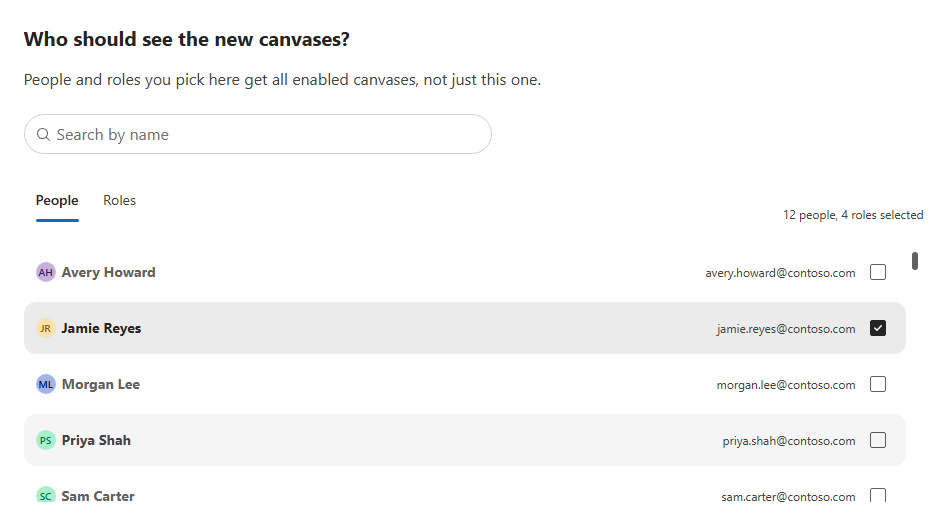 Who should see the new canvases?
People and roles you pick here get all enabled canvases, not just this one.
Search by name
People Roles
12 people, 4 roles selected
AH Avery Howard avery.howard@contoso.com
JR Jamie Reyes jamie.reyes@contoso.com
ML Morgan Lee morgan.lee@contoso.com
PS Priya Shah priya.shah@contoso.com
SC Sam Carter sam.carter@contoso.com